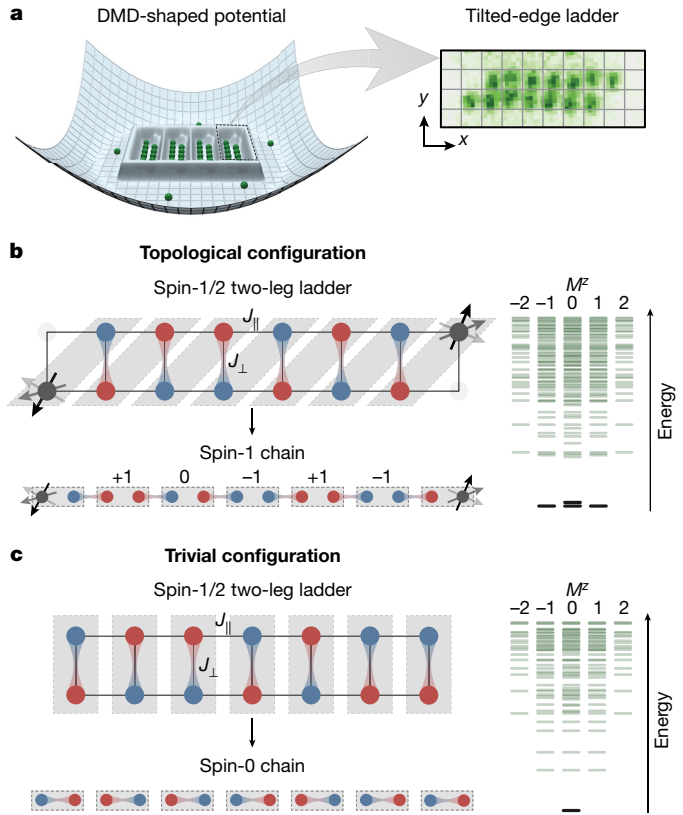 a
DMD-shaped potential
Tilted-edge ladder
y
x
b
Topological configuration
Spin-1/2 two-leg ladder
J∥
J⊥
Spin-1 chain
+1 0 −1 +1 −1
Mᶻ
−2 −1 0 1 2
Energy
c
Trivial configuration
Spin-1/2 two-leg ladder
J∥
J⊥
Spin-0 chain
Mᶻ
−2 −1 0 1 2
Energy